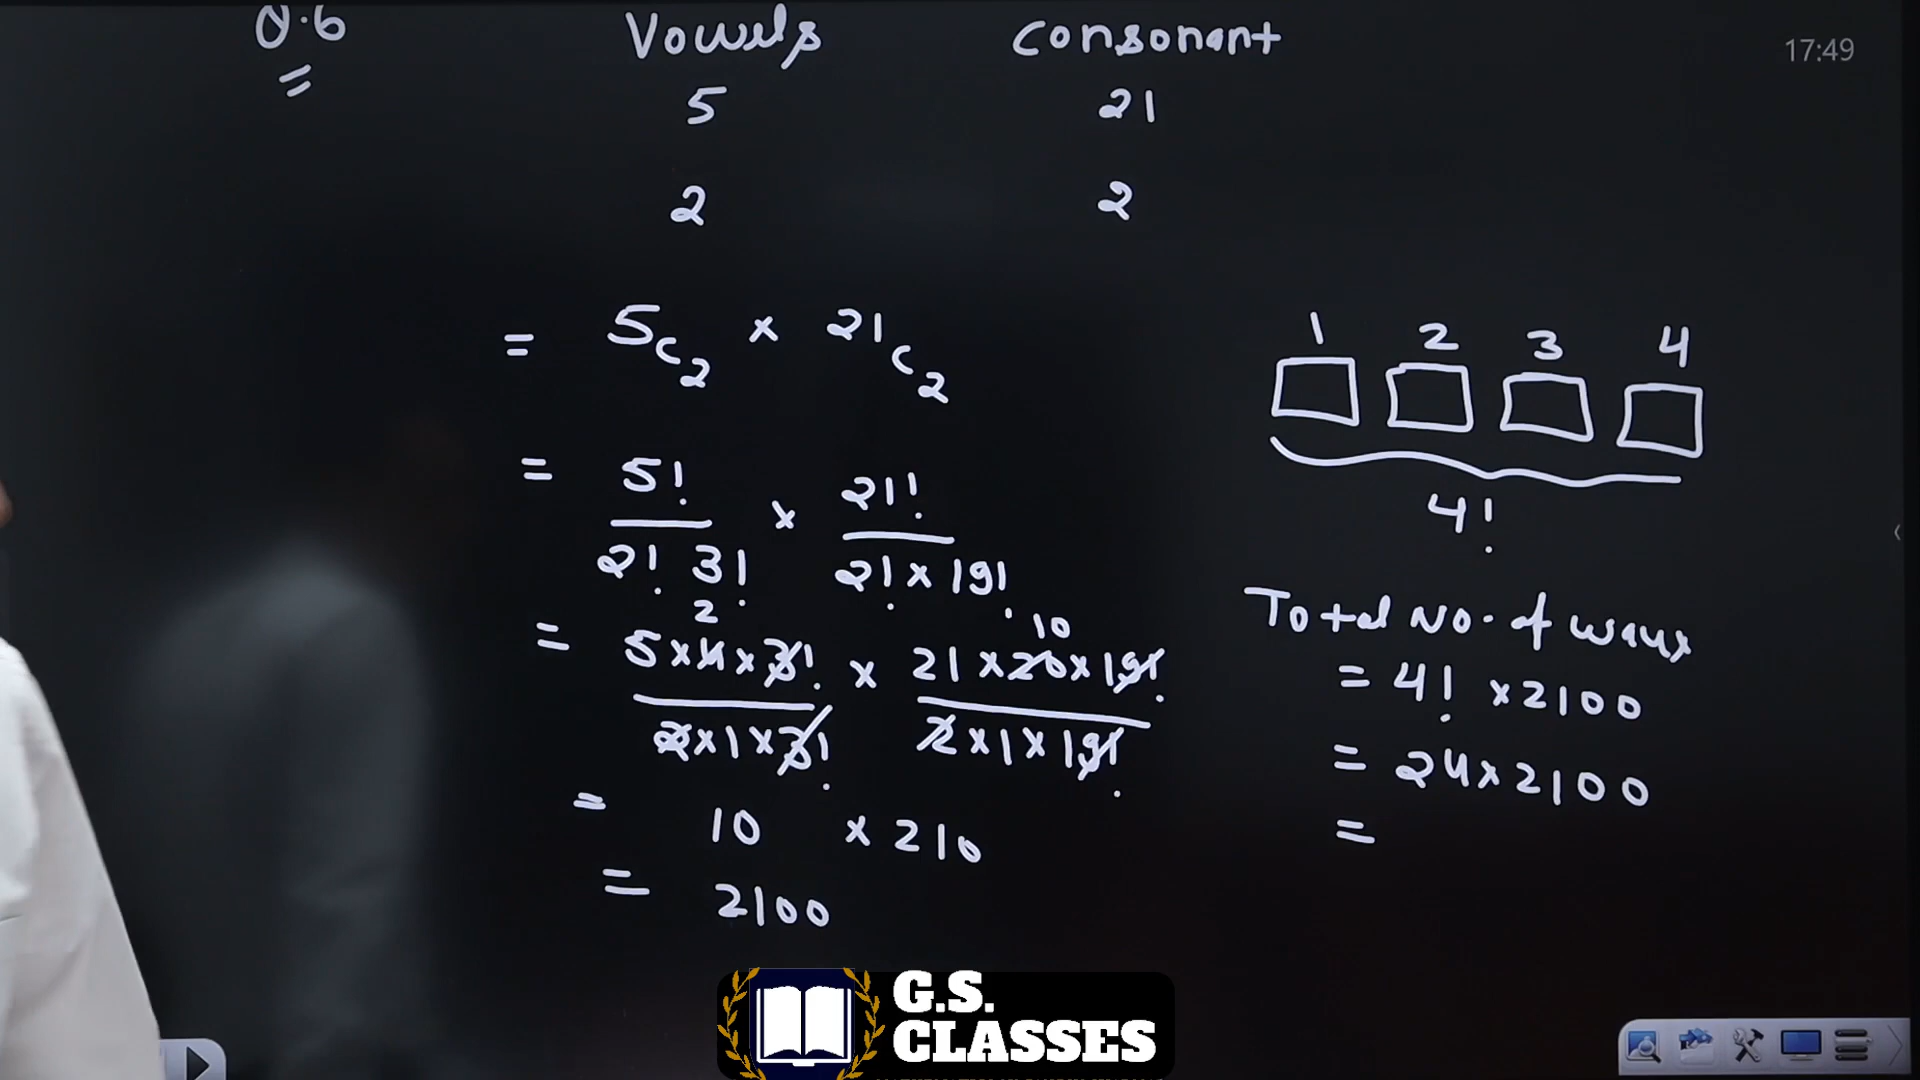 Q.6 Vowels Consonant
17:49
5 21
2 2
= 5C2 × 21C2
1 2 3 4
= 5! / 2! 3! × 21! / 2! × 19!
4!
= 5×4×3! / 2×1×3! × 21×20×19! / 2×1×19!
2 10
= 10 × 210
= 2100
Total No. of ways
= 4! × 2100
= 24×2100
=
G.S.
CLASSES